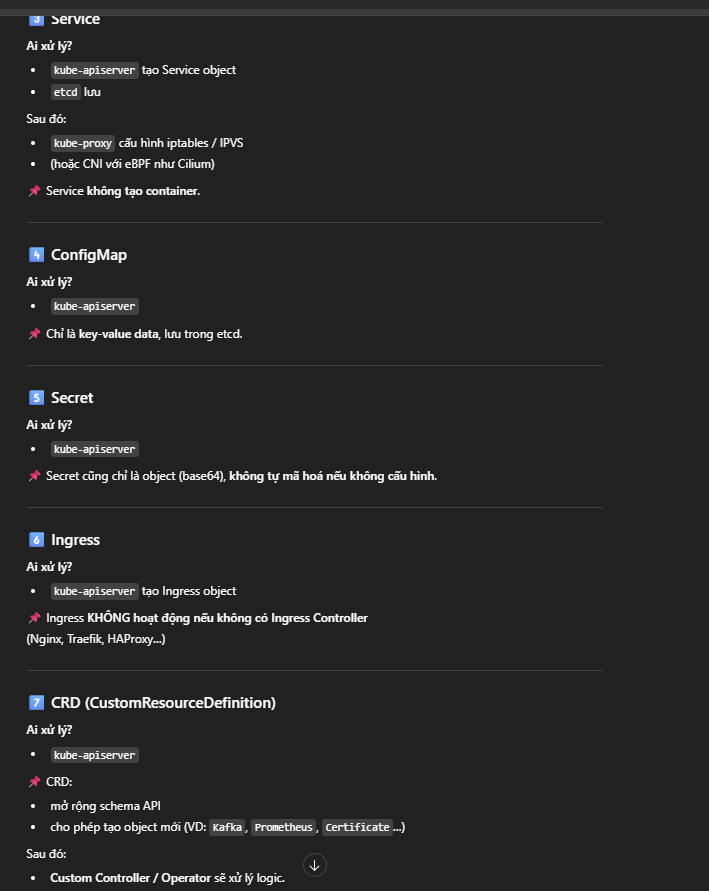 3 Service
Ai xử lý?
• kube-apiserver tạo Service object
• etcd lưu
Sau đó:
• kube-proxy cấu hình iptables / IPVS
• (hoặc CNI với eBPF như Cilium)
📌 Service không tạo container.
4 ConfigMap
Ai xử lý?
• kube-apiserver
📌 Chỉ là key-value data, lưu trong etcd.
5 Secret
Ai xử lý?
• kube-apiserver
📌 Secret cũng chỉ là object (base64), không tự mã hoá nếu không cấu hình.
6 Ingress
Ai xử lý?
• kube-apiserver tạo Ingress object
📌 Ingress KHÔNG hoạt động nếu không có Ingress Controller
(Nginx, Traefik, HAProxy...)
7 CRD (CustomResourceDefinition)
Ai xử lý?
• kube-apiserver
📌 CRD:
• mở rộng schema API
• cho phép tạo object mới (VD: Kafka, Prometheus, Certificate...)
Sau đó:
• Custom Controller / Operator sẽ xử lý logic.